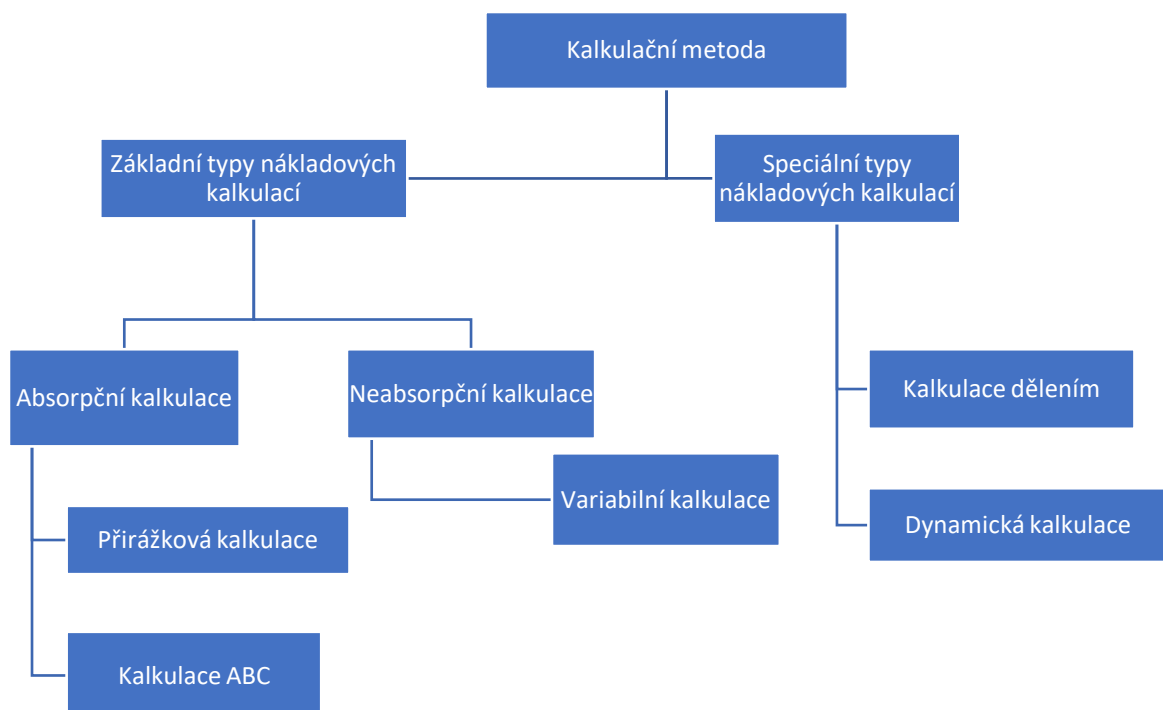 Kalkulační metoda
Základní typy nákladových
kalkulací
Speciální typy
nákladových kalkulací
Absorpční kalkulace
Neabsorpční kalkulace
Kalkulace dělením
Variabilní kalkulace
Přirážková kalkulace
Dynamická kalkulace
Kalkulace ABC